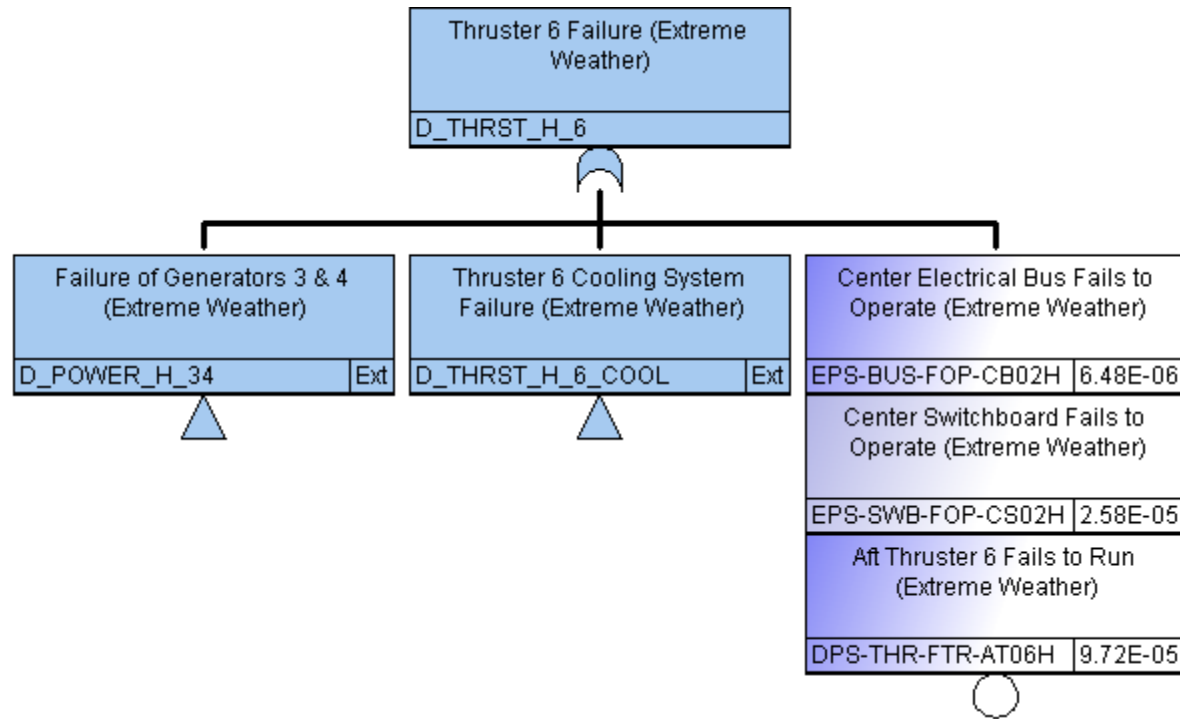 Thruster 6 Failure (Extreme
Weather)
D_THRST_H_6
Failure of Generators 3 & 4
(Extreme Weather)
D_POWER_H_34 Ext
Thruster 6 Cooling System
Failure (Extreme Weather)
D_THRST_H_6_COOL Ext
Center Electrical Bus Fails to
Operate (Extreme Weather)
EPS-BUS-FOP-CB02H 6.48E-06
Center Switchboard Fails to
Operate (Extreme Weather)
EPS-SWB-FOP-CS02H 2.58E-05
Aft Thruster 6 Fails to Run
(Extreme Weather)
DPS-THR-FTR-AT06H 9.72E-05